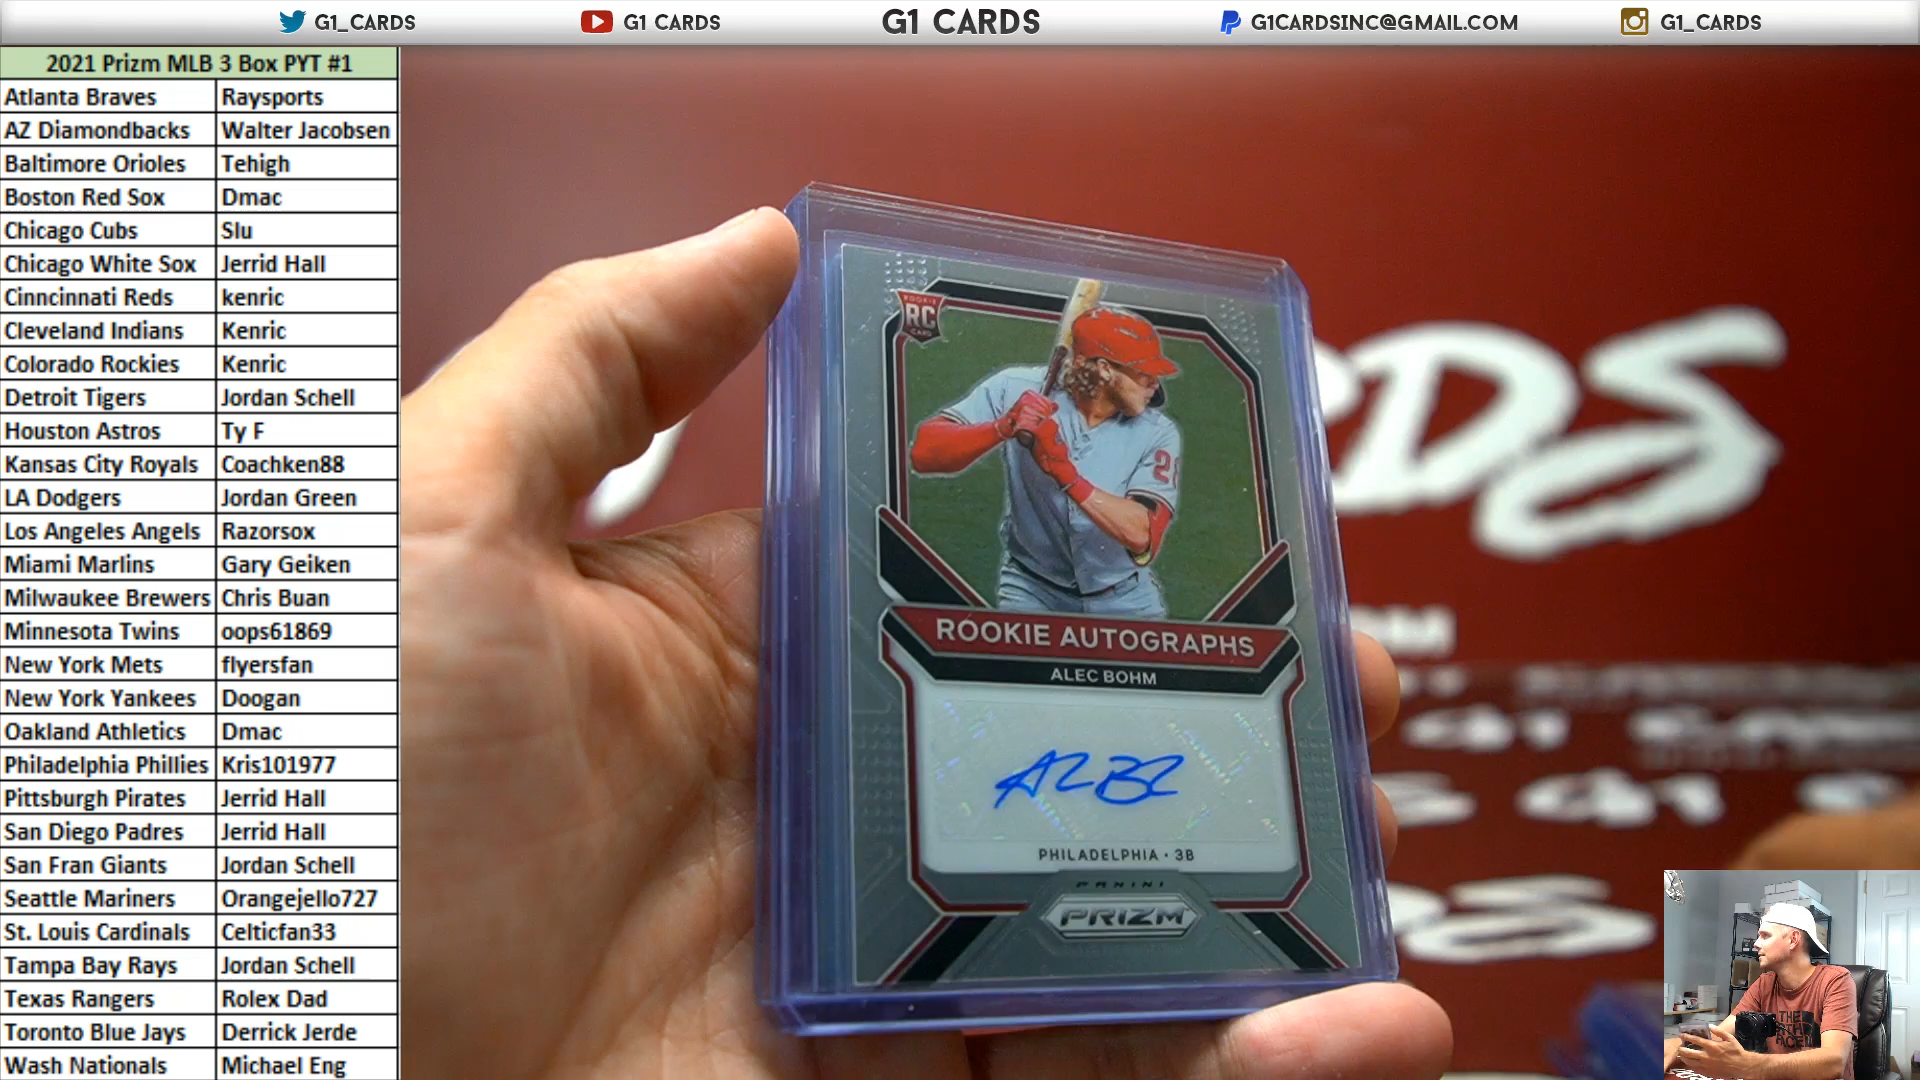 G1_CARDS
G1 CARDS
G1 CARDS
G1CARDSINC@GMAIL.COM
G1_CARDS
2021 Prizm MLB 3 Box PYT #1
Atlanta Braves Raysports
AZ Diamondbacks Walter Jacobsen
Baltimore Orioles Tehigh
Boston Red Sox Dmac
Chicago Cubs Slu
Chicago White Sox Jerrid Hall
Cinncinnati Reds kenric
Cleveland Indians Kenric
Colorado Rockies Kenric
Detroit Tigers Jordan Schell
Houston Astros Ty F
Kansas City Royals Coachken88
LA Dodgers Jordan Green
Los Angeles Angels Razorsox
Miami Marlins Gary Geiken
Milwaukee Brewers Chris Buan
Minnesota Twins oops61869
New York Mets flyersfan
New York Yankees Doogan
Oakland Athletics Dmac
Philadelphia Phillies Kris101977
Pittsburgh Pirates Jerrid Hall
San Diego Padres Jerrid Hall
San Fran Giants Jordan Schell
Seattle Mariners Orangejello727
St. Louis Cardinals Celticfan33
Tampa Bay Rays Jordan Schell
Texas Rangers Rolex Dad
Toronto Blue Jays Derrick Jerde
Wash Nationals Michael Eng
ROOKIE
RC
CARD
ROOKIE AUTOGRAPHS
ALEC BOHM
PHILADELPHIA · 3B
PANINI
PRIZM
RDS
THE